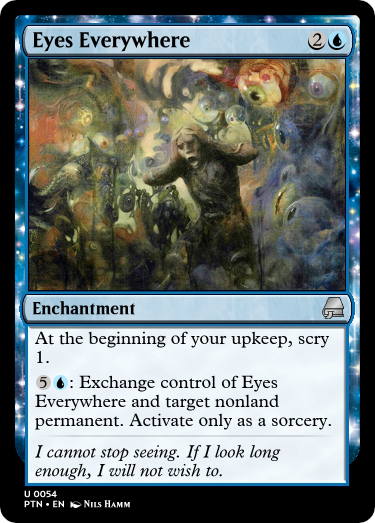 Eyes Everywhere 2
Enchantment
At the beginning of your upkeep, scry
1.
5 : Exchange control of Eyes
Everywhere and target nonland
permanent. Activate only as a sorcery.
I cannot stop seeing. If I look long
enough, I will not wish to.
U 0054
PTN • EN Nils Hamm